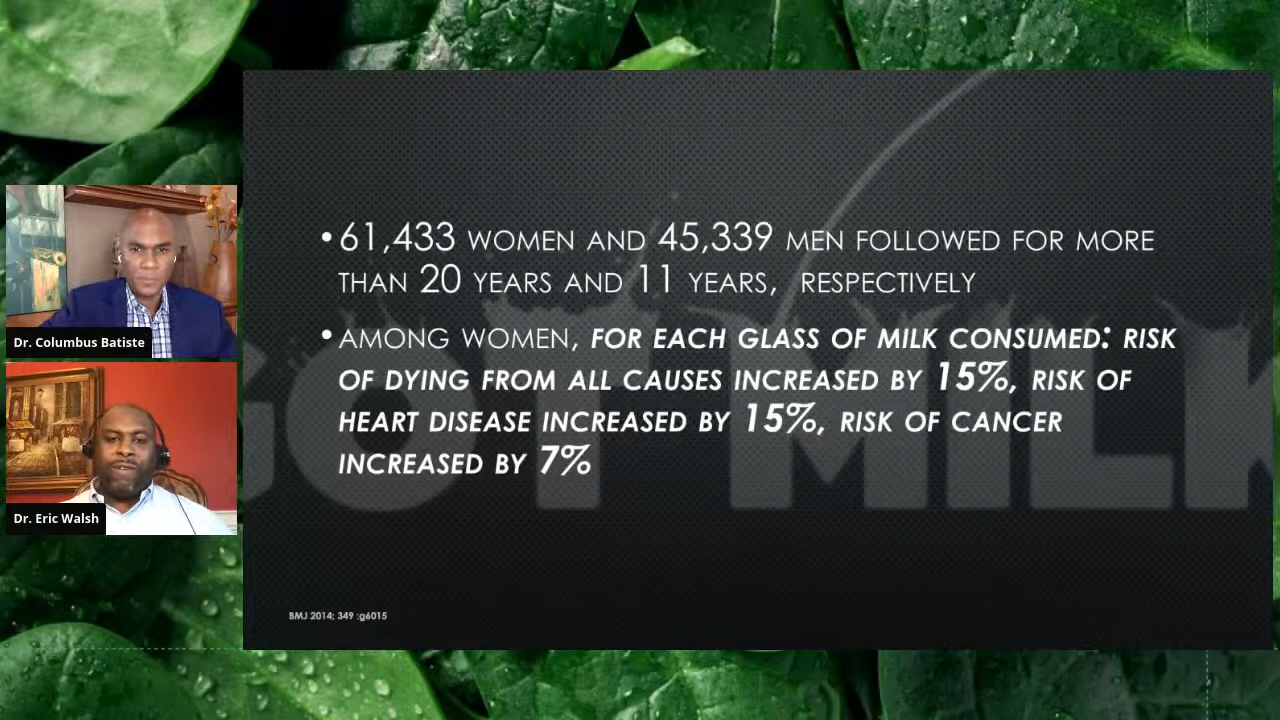 • 61,433 WOMEN AND 45,339 MEN FOLLOWED FOR MORE
THAN 20 YEARS AND 11 YEARS, RESPECTIVELY
• AMONG WOMEN, FOR EACH GLASS OF MILK CONSUMED: RISK
OF DYING FROM ALL CAUSES INCREASED BY 15%, RISK OF
HEART DISEASE INCREASED BY 15%, RISK OF CANCER
INCREASED BY 7%
GOT MILK
BMJ 2014; 349 :g6015
Dr. Columbus Batiste
Dr. Eric Walsh